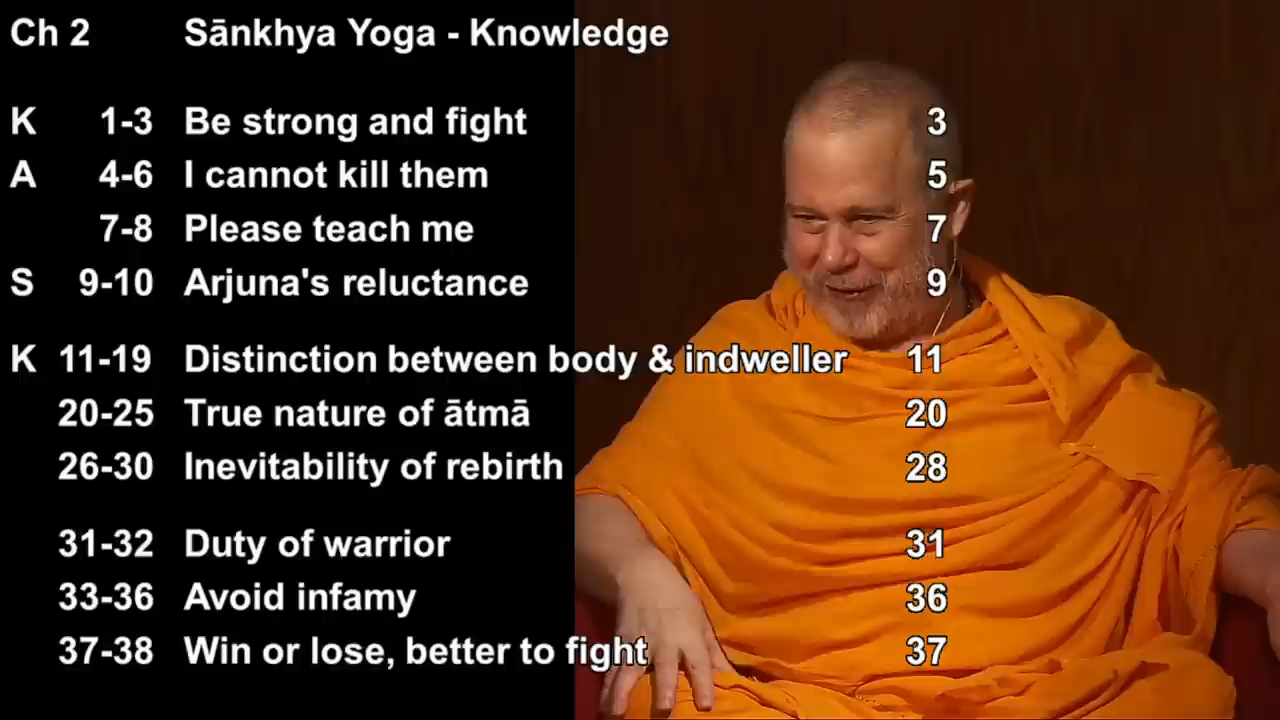 Ch 2 Sānkhya Yoga - Knowledge
K 1-3 Be strong and fight 3
A 4-6 I cannot kill them 5
7-8 Please teach me 7
S 9-10 Arjuna's reluctance 9
K 11-19 Distinction between body & indweller 11
20-25 True nature of ātmā 20
26-30 Inevitability of rebirth 28
31-32 Duty of warrior 31
33-36 Avoid infamy 36
37-38 Win or lose, better to fight 37